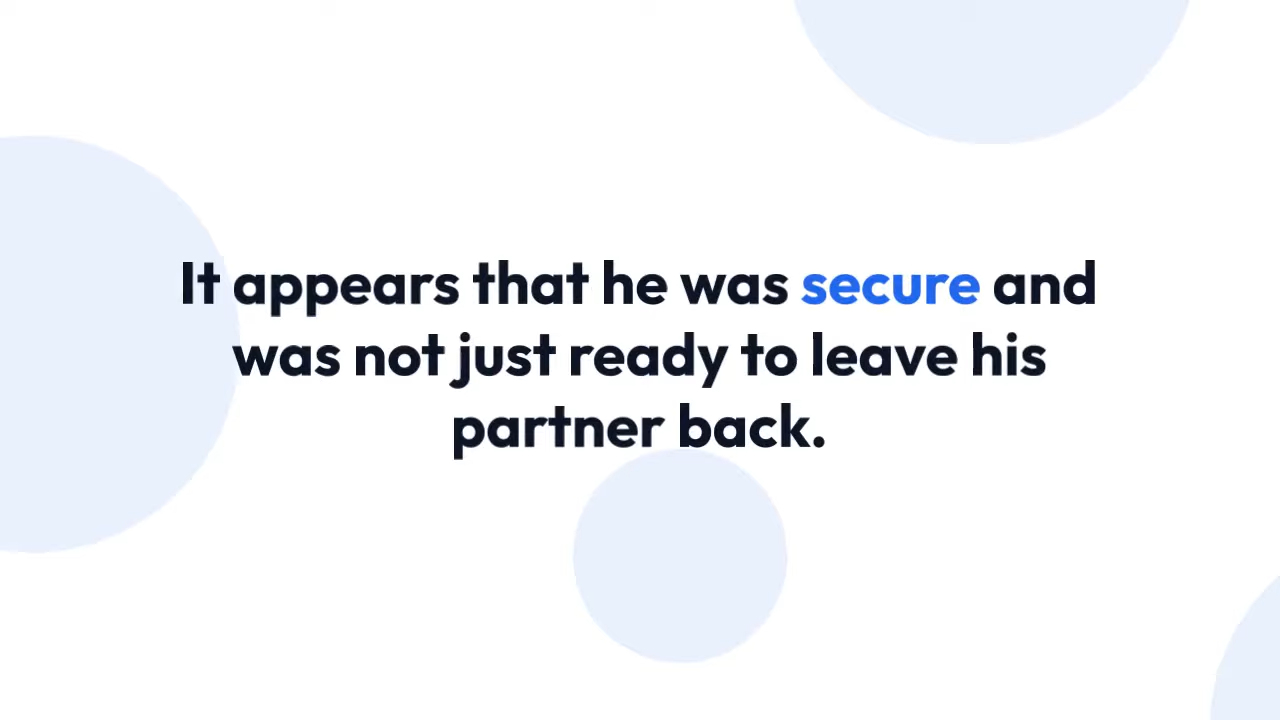 It appears that he was secure and
was not just ready to leave his
partner back.